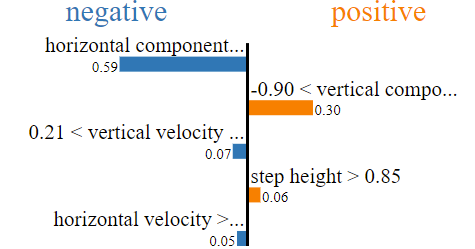 negative positive
horizontal component...
0.59
-0.90 < vertical compo...
0.30
0.21 < vertical velocity ...
0.07
step height > 0.85
0.06
horizontal velocity >...
0.05